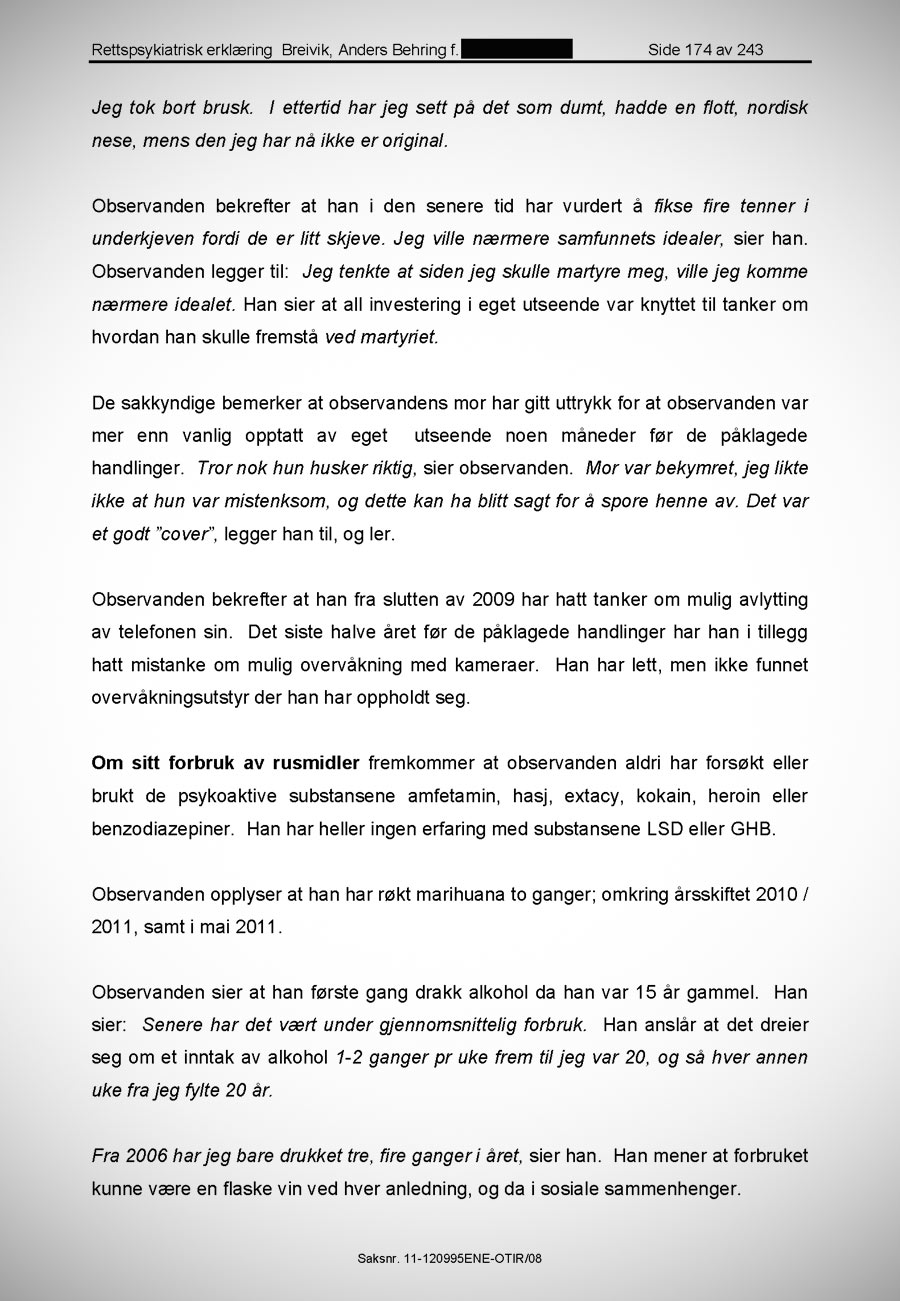 Rettspsykiatrisk erklæring  Breivik, Anders Behring f. Side 174 av 243
Jeg tok bort brusk.  I ettertid har jeg sett på det som dumt, hadde en flott, nordisk
nese, mens den jeg har nå ikke er original.
Observanden bekrefter at han i den senere tid har vurdert å fikse fire tenner i
underkjeven fordi de er litt skjeve. Jeg ville nærmere samfunnets idealer, sier han.
Observanden legger til:  Jeg tenkte at siden jeg skulle martyre meg, ville jeg komme
nærmere idealet. Han sier at all investering i eget utseende var knyttet til tanker om
hvordan han skulle fremstå ved martyriet.
De sakkyndige bemerker at observandens mor har gitt uttrykk for at observanden var
mer enn vanlig opptatt av eget  utseende noen måneder før de påklagede
handlinger.  Tror nok hun husker riktig, sier observanden.  Mor var bekymret, jeg likte
ikke at hun var mistenksom, og dette kan ha blitt sagt for å spore henne av. Det var
et godt ”cover”, legger han til, og ler.
Observanden bekrefter at han fra slutten av 2009 har hatt tanker om mulig avlytting
av telefonen sin.  Det siste halve året før de påklagede handlinger har han i tillegg
hatt mistanke om mulig overvåkning med kameraer.  Han har lett, men ikke funnet
overvåkningsutstyr der han har oppholdt seg.
Om sitt forbruk av rusmidler fremkommer at observanden aldri har forsøkt eller
brukt de psykoaktive substansene amfetamin, hasj, extacy, kokain, heroin eller
benzodiazepiner.  Han har heller ingen erfaring med substansene LSD eller GHB.
Observanden opplyser at han har røkt marihuana to ganger; omkring årsskiftet 2010 /
2011, samt i mai 2011.
Observanden sier at han første gang drakk alkohol da han var 15 år gammel.  Han
sier:  Senere har det vært under gjennomsnittelig forbruk.  Han anslår at det dreier
seg om et inntak av alkohol 1-2 ganger pr uke frem til jeg var 20, og så hver annen
uke fra jeg fylte 20 år.
Fra 2006 har jeg bare drukket tre, fire ganger i året, sier han.  Han mener at forbruket
kunne være en flaske vin ved hver anledning, og da i sosiale sammenhenger.
Saksnr. 11-120995ENE-OTIR/08